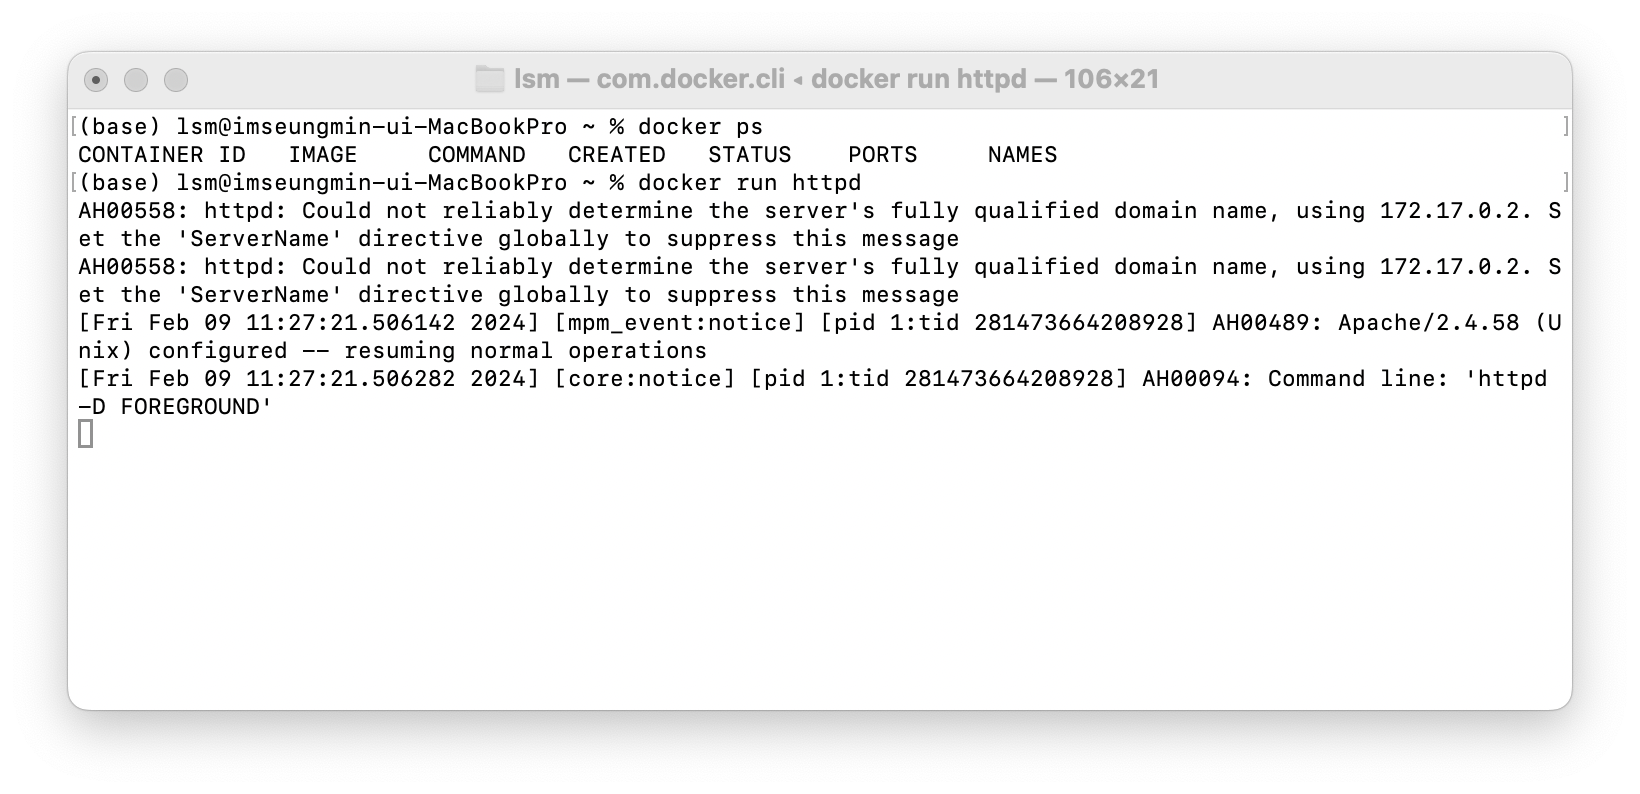 lsm — com.docker.cli ◂ docker run httpd — 106×21
[(base) lsm@imseungmin-ui-MacBookPro ~ % docker ps ]
CONTAINER ID   IMAGE     COMMAND   CREATED   STATUS    PORTS     NAMES
[(base) lsm@imseungmin-ui-MacBookPro ~ % docker run httpd ]
AH00558: httpd: Could not reliably determine the server's fully qualified domain name, using 172.17.0.2. S
et the 'ServerName' directive globally to suppress this message
AH00558: httpd: Could not reliably determine the server's fully qualified domain name, using 172.17.0.2. S
et the 'ServerName' directive globally to suppress this message
[Fri Feb 09 11:27:21.506142 2024] [mpm_event:notice] [pid 1:tid 281473664208928] AH00489: Apache/2.4.58 (U
nix) configured -- resuming normal operations
[Fri Feb 09 11:27:21.506282 2024] [core:notice] [pid 1:tid 281473664208928] AH00094: Command line: 'httpd
-D FOREGROUND'